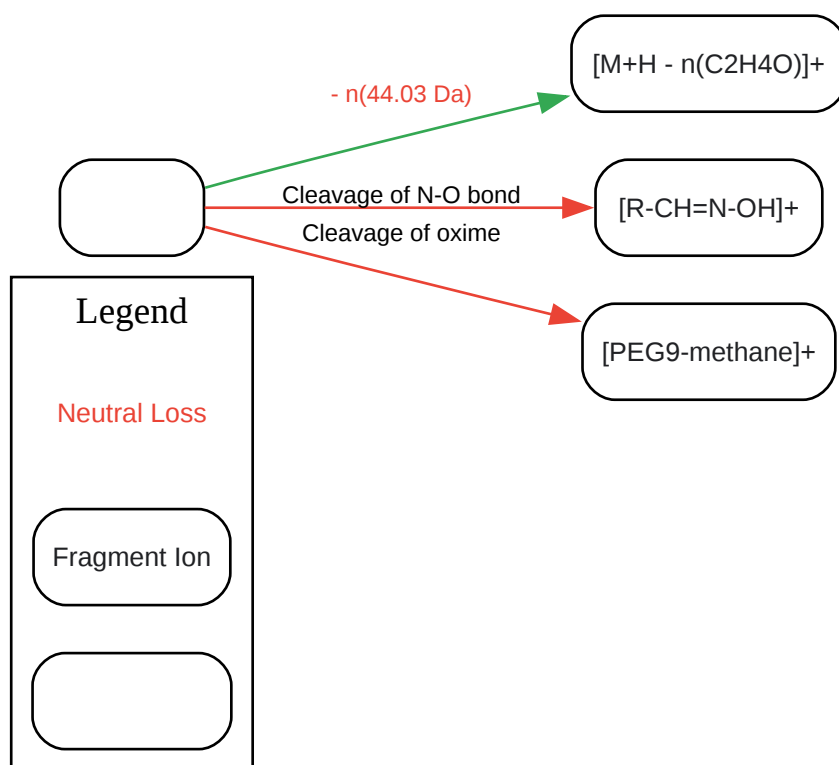 [M+H - n(C2H4O)]+
- n(44.03 Da)
Cleavage of N-O bond
[R-CH=N-OH]+
Cleavage of oxime
[PEG9-methane]+
Legend
Neutral Loss
Fragment Ion